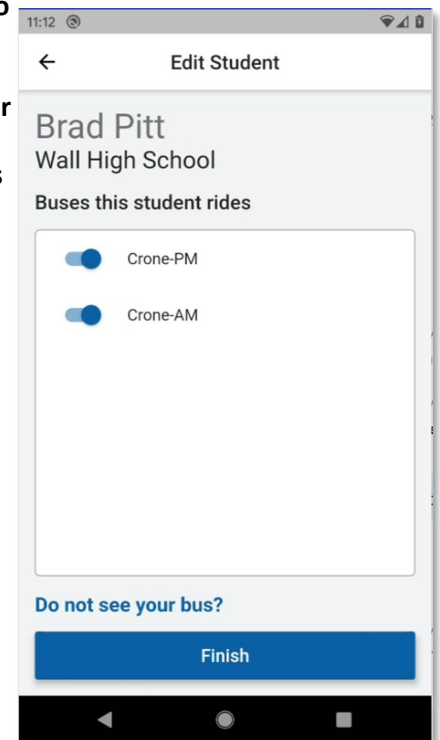 11:12
Edit Student
Brad Pitt
Wall High School
Buses this student rides
Crone-PM
Crone-AM
Do not see your bus?
Finish